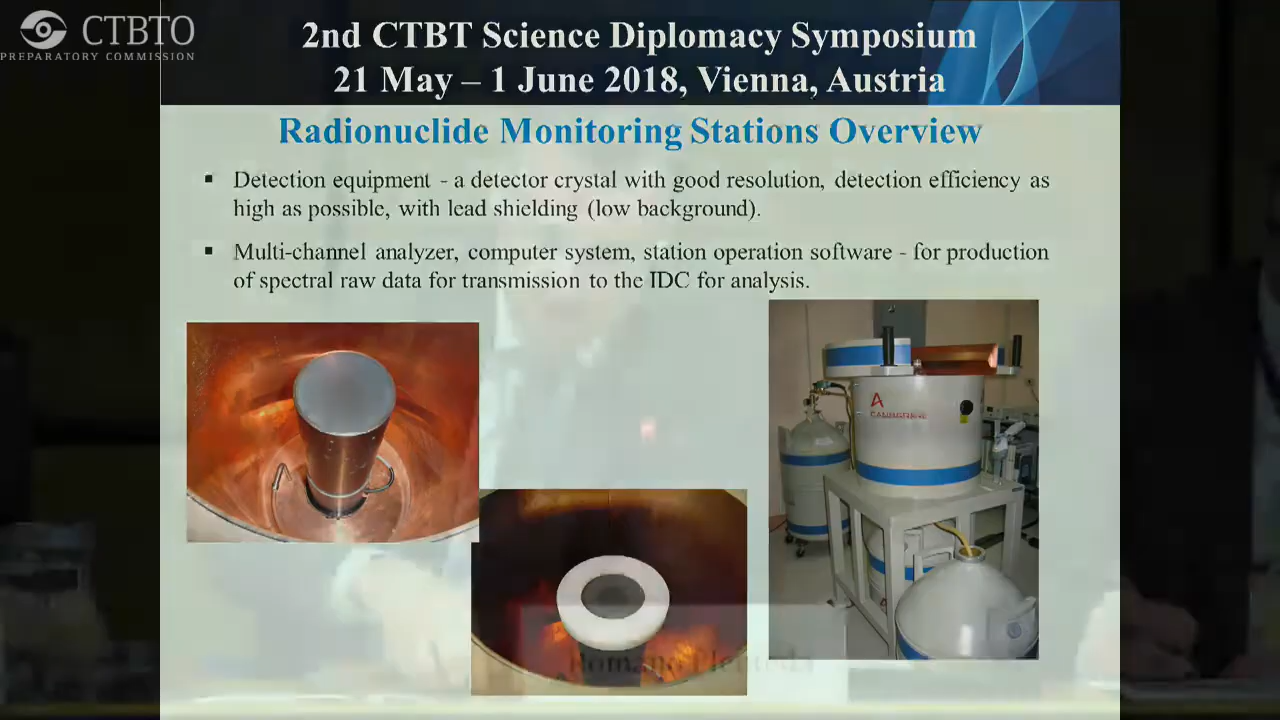 CTBTO
PREPARATORY COMMISSION
2nd CTBT Science Diplomacy Symposium
21 May – 1 June 2018, Vienna, Austria
Radionuclide Monitoring Stations Overview
▪ Detection equipment - a detector crystal with good resolution, detection efficiency as
high as possible, with lead shielding (low background).
▪ Multi-channel analyzer, computer system, station operation software - for production
of spectral raw data for transmission to the IDC for analysis.